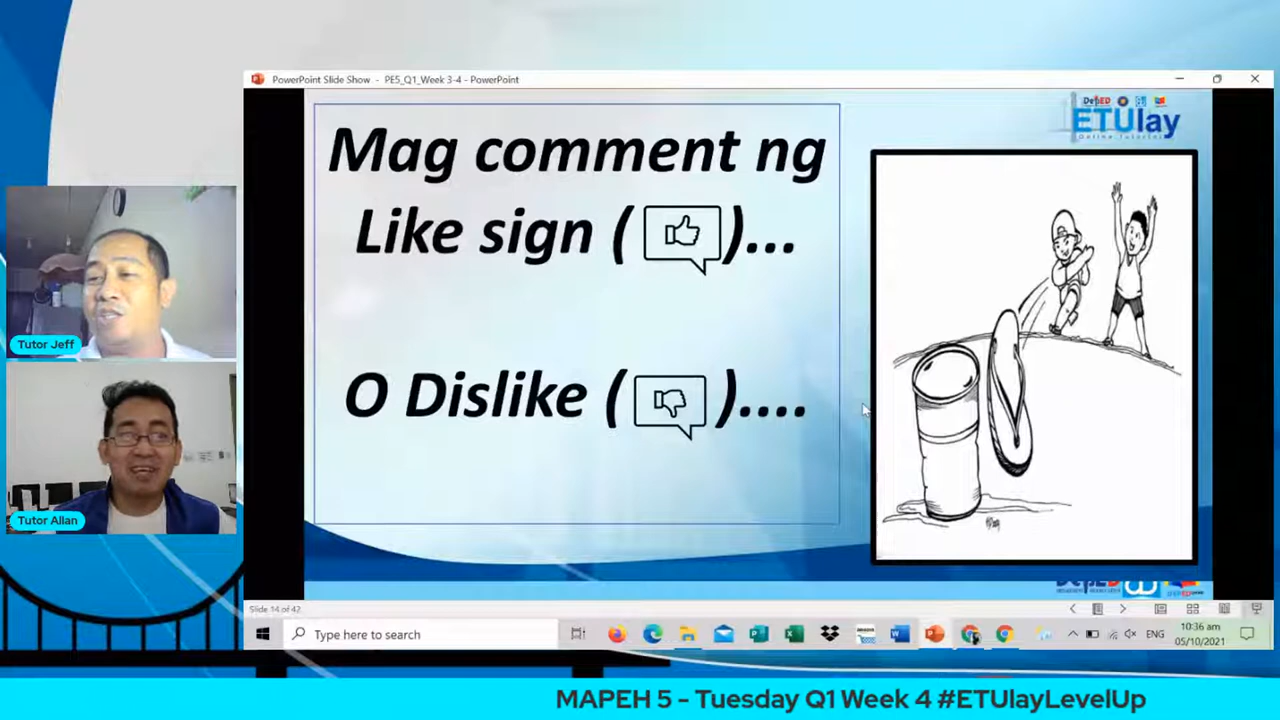 PowerPoint Slide Show - PE5_Q1_Week 3-4 - PowerPoint
DepED
ETUlay
Mag comment ng
Like sign ( )...
O Dislike ( )....
Tutor Jeff
Tutor Allan
Slide 14 of 42
Type here to search
ENG
10:36 am
05/10/2021
MAPEH 5 - Tuesday Q1 Week 4 #ETUlayLevelUp